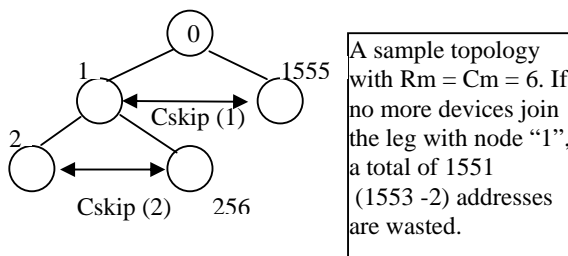 0
1
1555
Cskip (1)
2
Cskip (2)
256
A sample topology
with Rm = Cm = 6. If
no more devices join
the leg with node “1”,
a total of 1551
(1553 -2) addresses
are wasted.